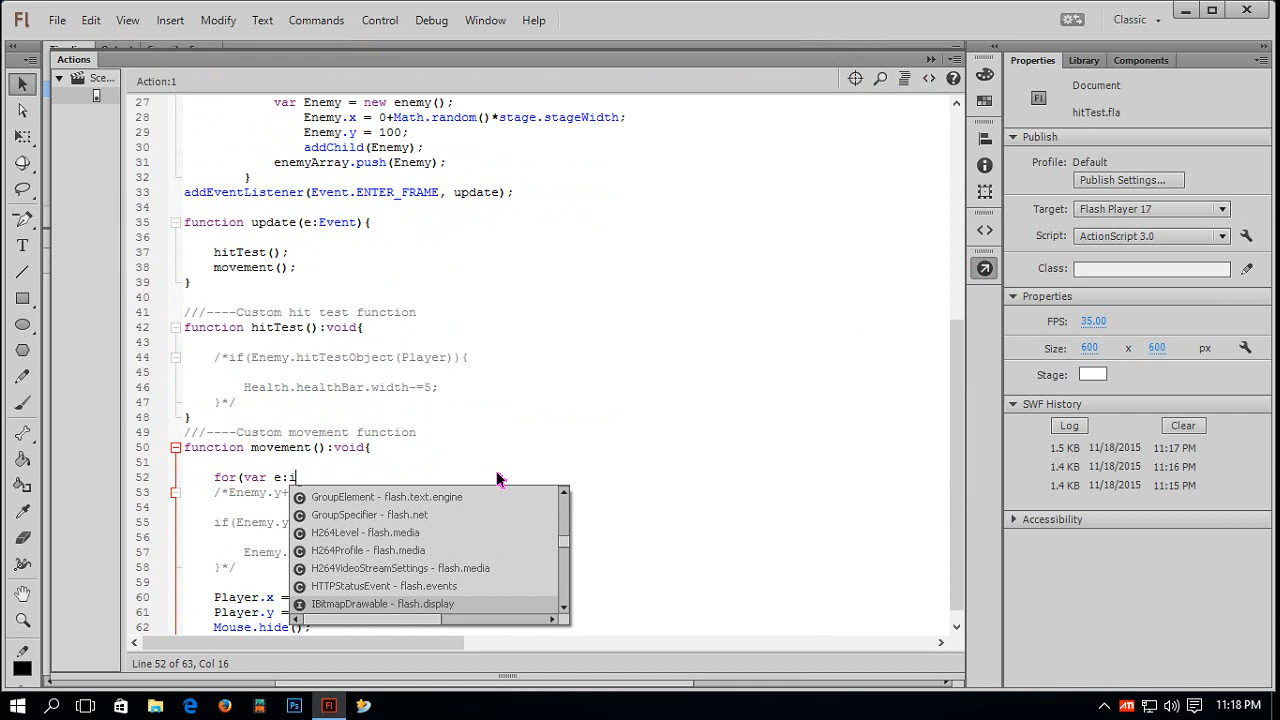 Fl File Edit View Insert Modify Text Commands Control Debug Window Help Classic
Actions
Properties Library Components
Sce...
Action:1
Document
Fl hitTest.fla
27 var Enemy = new enemy();
28 Enemy.x = 0+Math.random()*stage.stageWidth;
29 Enemy.y = 100;
30 addChild(Enemy);
31 enemyArray.push(Enemy);
32 }
33 addEventListener(Event.ENTER_FRAME, update);
34
35 function update(e:Event){
36
37 hitTest();
38 movement();
39 }
40
41 ///----Custom hit test function
42 function hitTest():void{
43
44 /*if(Enemy.hitTestObject(Player)){
45
46 Health.healthBar.width-=5;
47 }*/
48 }
49 ///----Custom movement function
50 function movement():void{
51
52 for(var e:i
53 /*Enemy.y+
54
55 if(Enemy.y
56
57 Enemy.
58 }*/
59
60 Player.x =
61 Player.y =
62 Mouse.hide();
GroupElement - flash.text.engine
GroupSpecifier - flash.net
H264Level - flash.media
H264Profile - flash.media
H264VideoStreamSettings - flash.media
HTTPStatusEvent - flash.events
IBitmapDrawable - flash.display
Line 52 of 63, Col 16
Publish
Profile: Default
Publish Settings...
Target: Flash Player 17
Script: ActionScript 3.0
Class:
Properties
FPS: 35.00
Size: 600 x 600 px
Stage:
SWF History
Log Clear
1.5 KB 11/18/2015 11:17 PM
1.4 KB 11/18/2015 11:16 PM
1.4 KB 11/18/2015 11:15 PM
Accessibility
Ps Fl ATI 11:18 PM